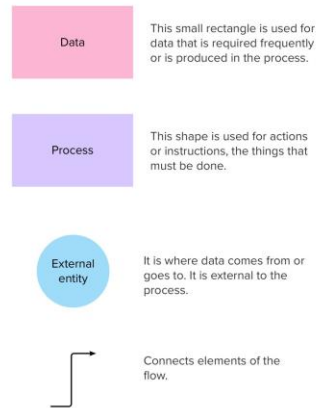 Data
This small rectangle is used for
data that is required frequently
or is produced in the process.
Process
This shape is used for actions
or instructions, the things that
must be done.
External
entity
It is where data comes from or
goes to. It is external to the
process.
Connects elements of the
flow.